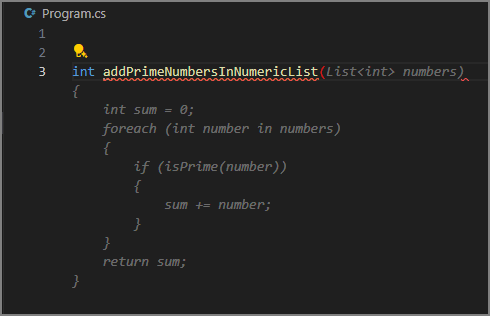 C# Program.cs
1
2
3 int addPrimeNumbersInNumericList(List<int> numbers)
{
    int sum = 0;
    foreach (int number in numbers)
    {
        if (isPrime(number))
        {
            sum += number;
        }
    }
    return sum;
}